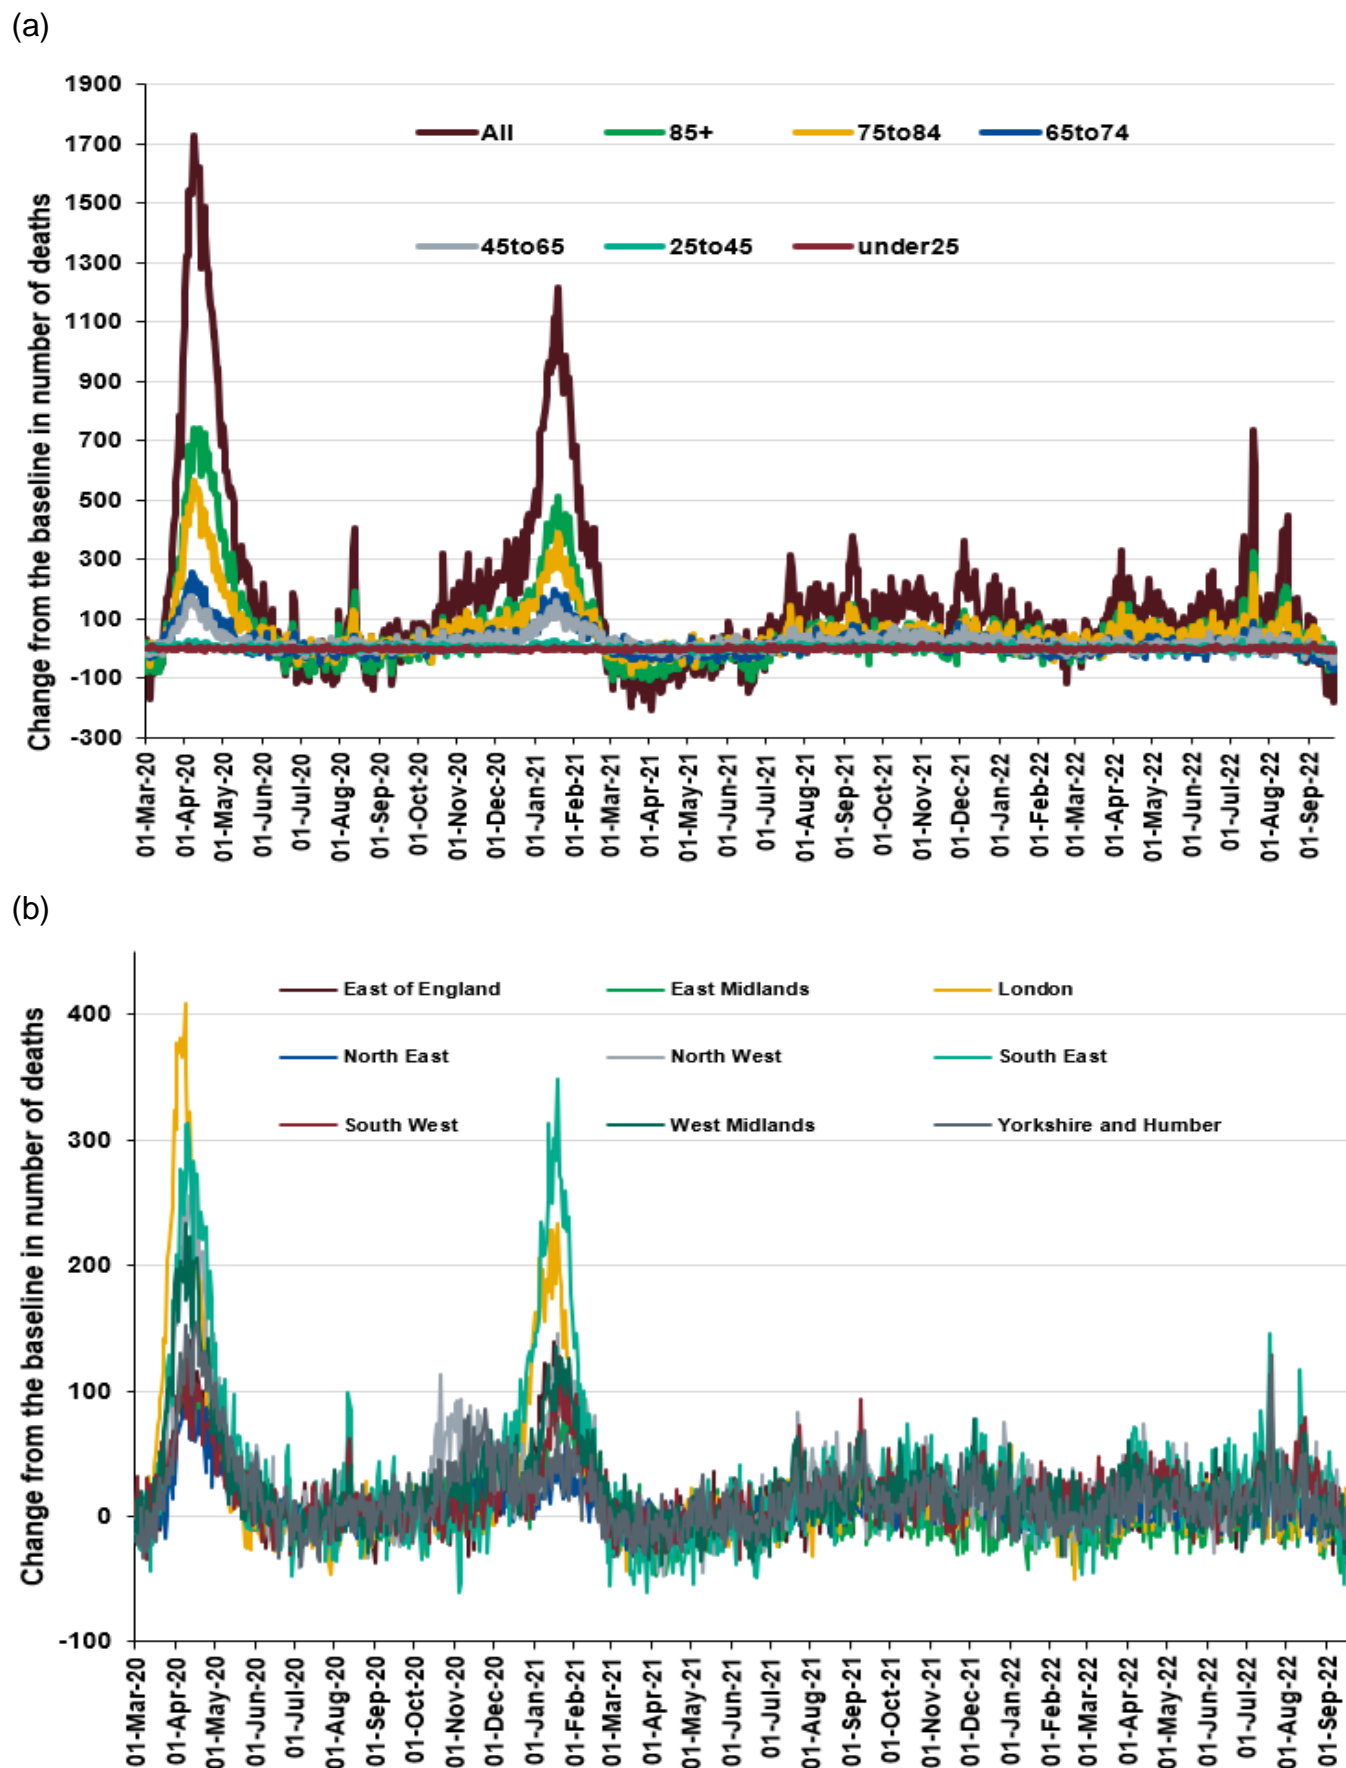 (a)
1900
1700
1500
1300
1100
900
700
500
300
100
-100
-300
Change from the baseline in number of deaths
All 85+ 75to84 65to74
45to65 25to45 under25
01-Mar-20 01-Apr-20 01-May-20 01-Jun-20 01-Jul-20 01-Aug-20 01-Sep-20 01-Oct-20 01-Nov-20 01-Dec-20 01-Jan-21 01-Feb-21 01-Mar-21 01-Apr-21 01-May-21 01-Jun-21 01-Jul-21 01-Aug-21 01-Sep-21 01-Oct-21 01-Nov-21 01-Dec-21 01-Jan-22 01-Feb-22 01-Mar-22 01-Apr-22 01-May-22 01-Jun-22 01-Jul-22 01-Aug-22 01-Sep-22
(b)
400
300
200
100
0
-100
Change from the baseline in number of deaths
East of England East Midlands London
North East North West South East
South West West Midlands Yorkshire and Humber
01-Mar-20 01-Apr-20 01-May-20 01-Jun-20 01-Jul-20 01-Aug-20 01-Sep-20 01-Oct-20 01-Nov-20 01-Dec-20 01-Jan-21 01-Feb-21 01-Mar-21 01-Apr-21 01-May-21 01-Jun-21 01-Jul-21 01-Aug-21 01-Sep-21 01-Oct-21 01-Nov-21 01-Dec-21 01-Jan-22 01-Feb-22 01-Mar-22 01-Apr-22 01-May-22 01-Jun-22 01-Jul-22 01-Aug-22 01-Sep-22